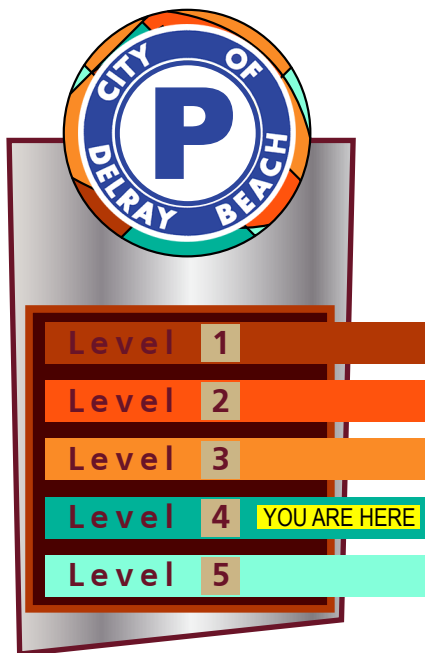 CITY OF
P
DELRAY BEACH
Level 1
Level 2
Level 3
Level 4 YOU ARE HERE
Level 5